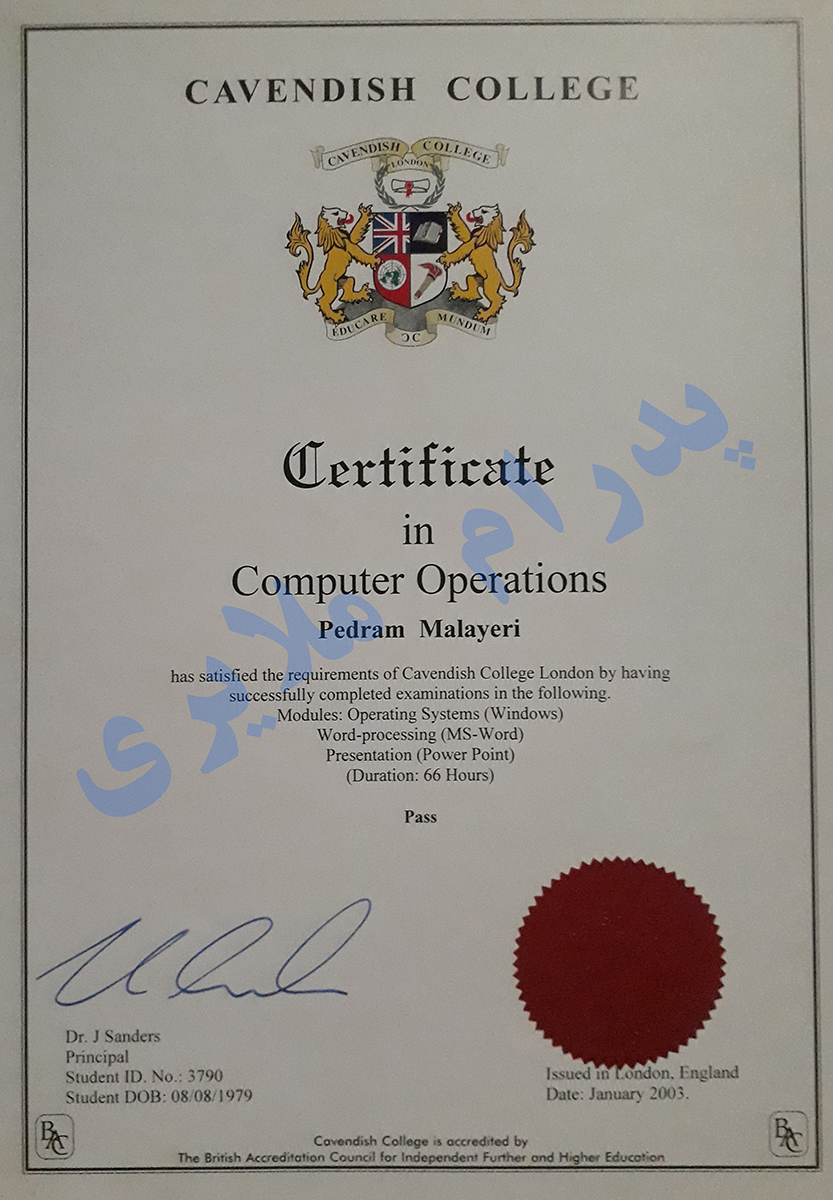 CAVENDISH COLLEGE
CAVENDISH COLLEGE
LONDON
EDUCARE MUNDUM
CC
Certificate
in
Computer Operations
Pedram Malayeri
پدرام ملایری
has satisfied the requirements of Cavendish College London by having
successfully completed examinations in the following.
Modules: Operating Systems (Windows)
Word-processing (MS-Word)
Presentation (Power Point)
(Duration: 66 Hours)
Pass
Dr. J Sanders
Principal
Student ID. No.: 3790
Student DOB: 08/08/1979
Issued in London, England
Date: January 2003.
BAC
BAC
Cavendish College is accredited by
The British Accreditation Council for Independent Further and Higher Education